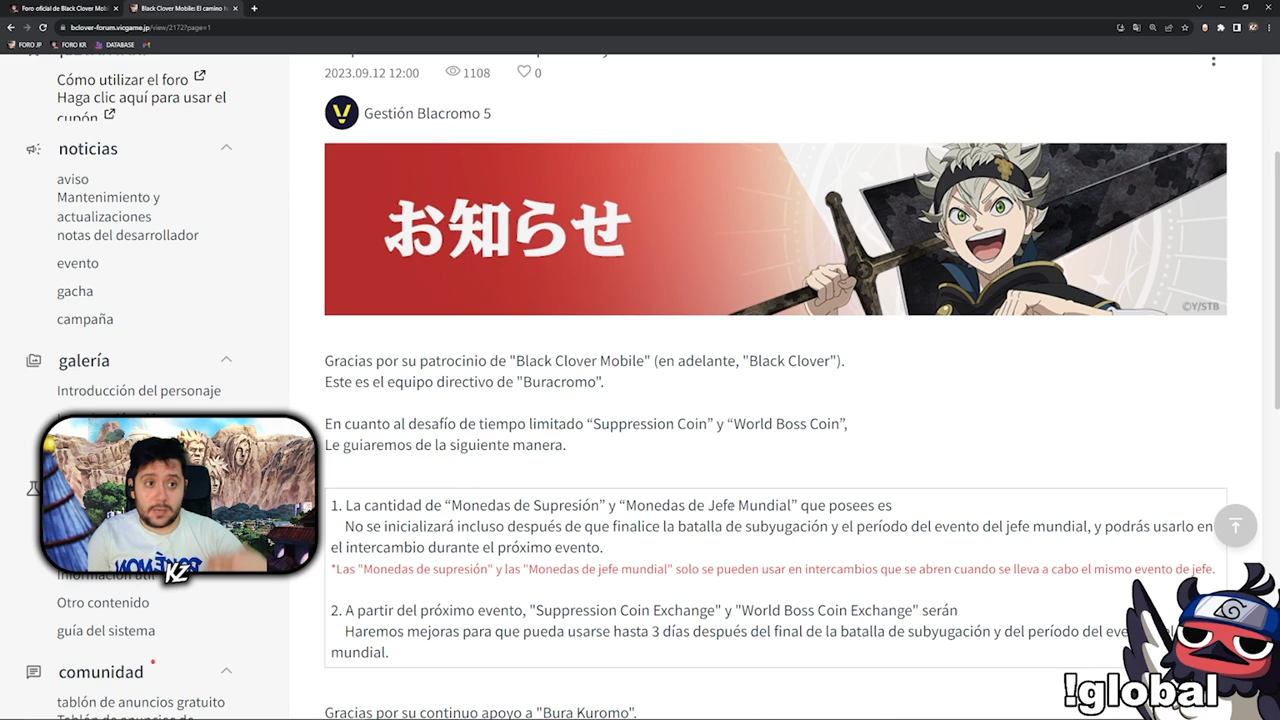 Foro oficial de Black Clover Mobile
Black Clover Mobile: El camino h
bclover-forum.vicgame.jp/view/2172?page=1
FORO JP
FORO KR
DATABASE
Cómo utilizar el foro
Haga clic aquí para usar el
cupón
noticias
aviso
Mantenimiento y
actualizaciones
notas del desarrollador
evento
gacha
campaña
galería
Introducción del personaje
Otro contenido
guía del sistema
comunidad
tablón de anuncios gratuito
2023.09.12 12:00
1108
0
Gestión Blacromo 5
お知らせ
©Y/STB
Gracias por su patrocinio de "Black Clover Mobile" (en adelante, "Black Clover").
Este es el equipo directivo de "Buracromo".
En cuanto al desafío de tiempo limitado “Suppression Coin” y “World Boss Coin”,
Le guiaremos de la siguiente manera.
1. La cantidad de “Monedas de Supresión” y “Monedas de Jefe Mundial” que posees es
No se inicializará incluso después de que finalice la batalla de subyugación y el período del evento del jefe mundial, y podrás usarlo en
el intercambio durante el próximo evento.
*Las "Monedas de supresión" y las "Monedas de jefe mundial" solo se pueden usar en intercambios que se abren cuando se lleva a cabo el mismo evento de jefe.
2. A partir del próximo evento, "Suppression Coin Exchange" y "World Boss Coin Exchange" serán
Haremos mejoras para que pueda usarse hasta 3 días después del final de la batalla de subyugación y del período del
mundial.
Gracias por su continuo apoyo a "Bura Kuromo".
KZ
!global